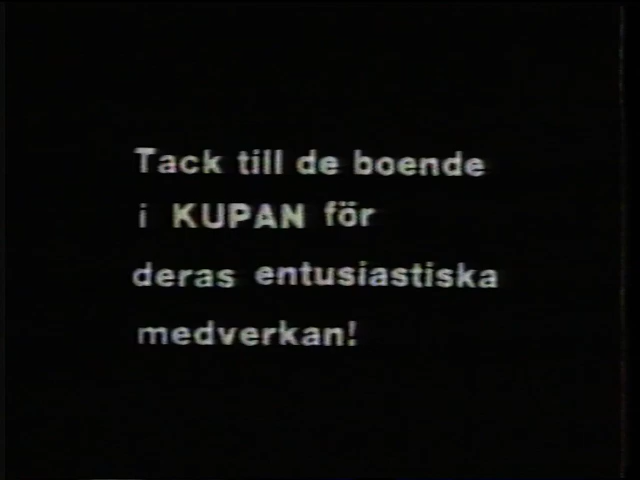 Tack till de boende
i KUPAN för
deras entusiastiska
medverkan!